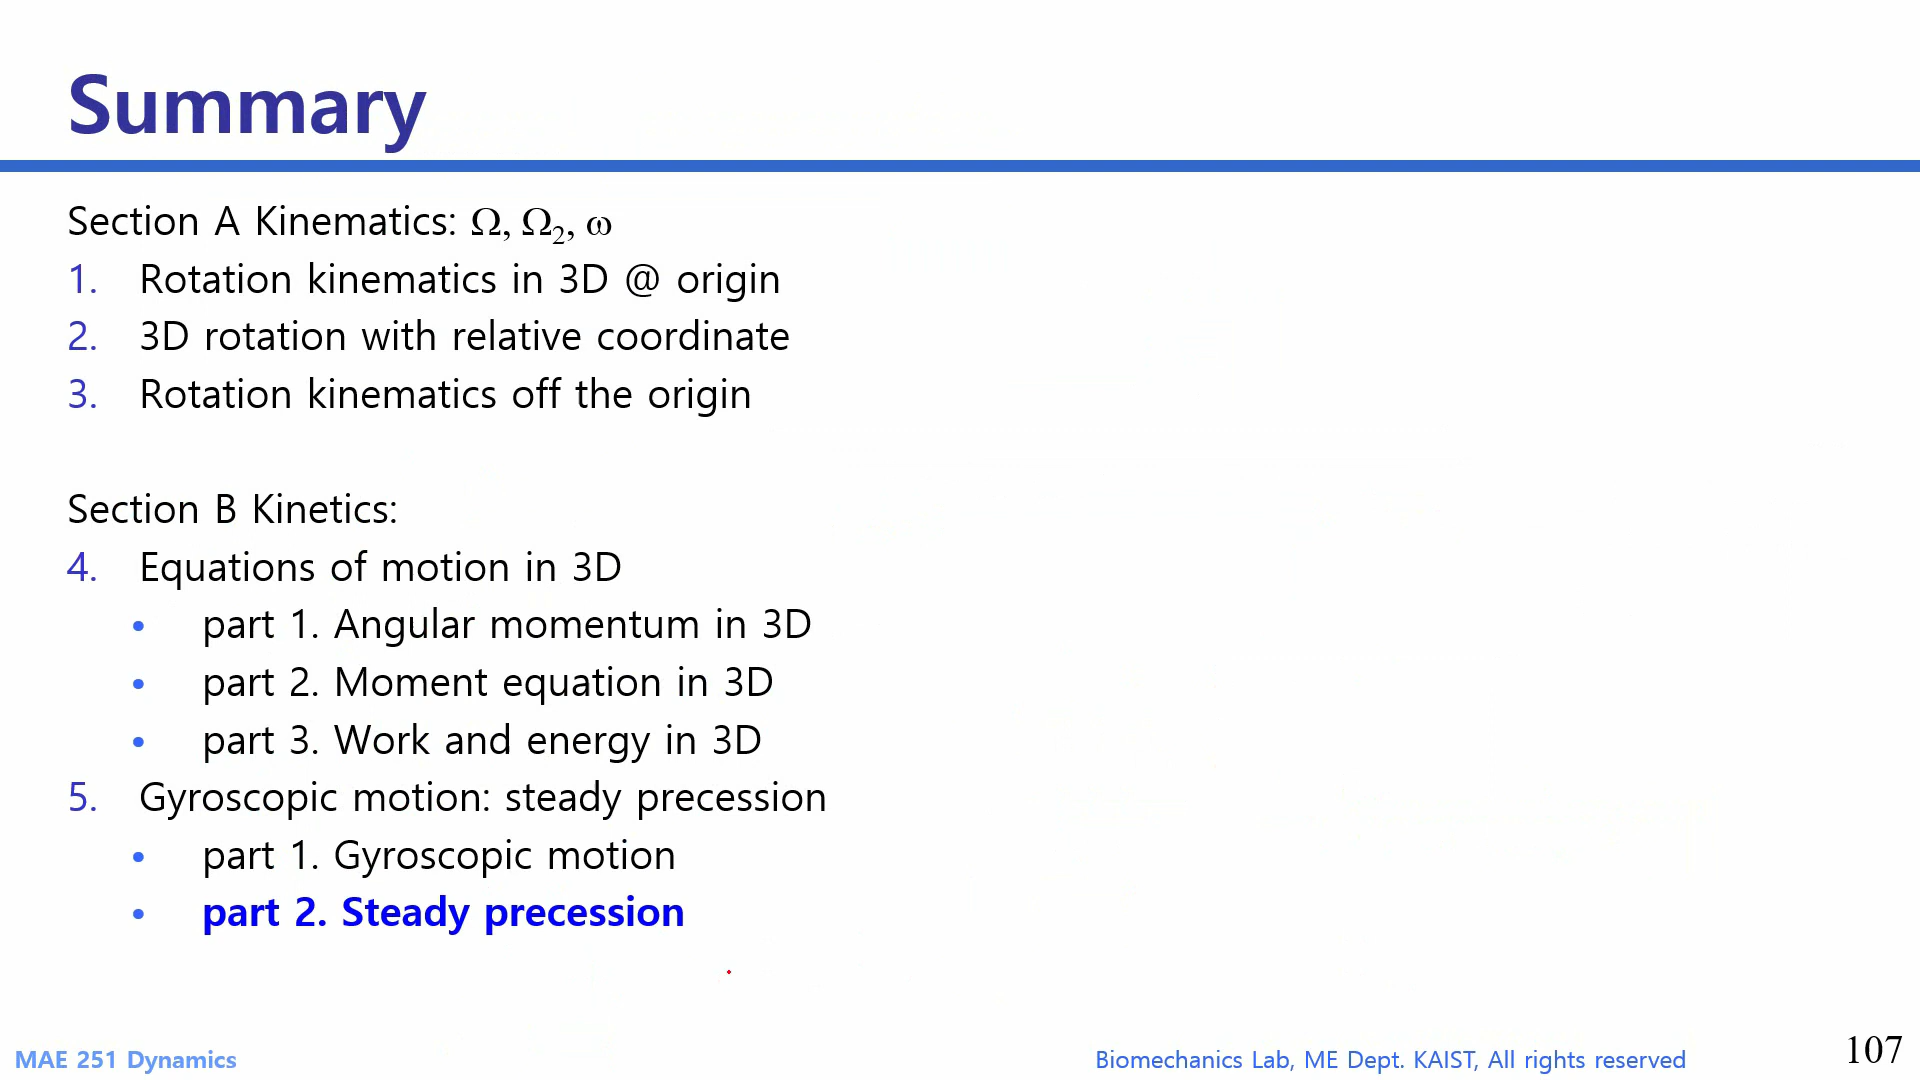 Summary
Section A Kinematics: Ω, Ω₂, ω
1. Rotation kinematics in 3D @ origin
2. 3D rotation with relative coordinate
3. Rotation kinematics off the origin
Section B Kinetics:
4. Equations of motion in 3D
• part 1. Angular momentum in 3D
• part 2. Moment equation in 3D
• part 3. Work and energy in 3D
5. Gyroscopic motion: steady precession
• part 1. Gyroscopic motion
• part 2. Steady precession
MAE 251 Dynamics
Biomechanics Lab, ME Dept. KAIST, All rights reserved
107